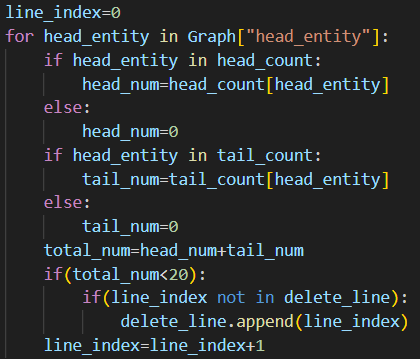 line_index=0
for head_entity in Graph["head_entity"]:
    if head_entity in head_count:
        head_num=head_count[head_entity]
    else:
        head_num=0
    if head_entity in tail_count:
        tail_num=tail_count[head_entity]
    else:
        tail_num=0
    total_num=head_num+tail_num
    if(total_num<20):
        if(line_index not in delete_line):
            delete_line.append(line_index)
    line_index=line_index+1